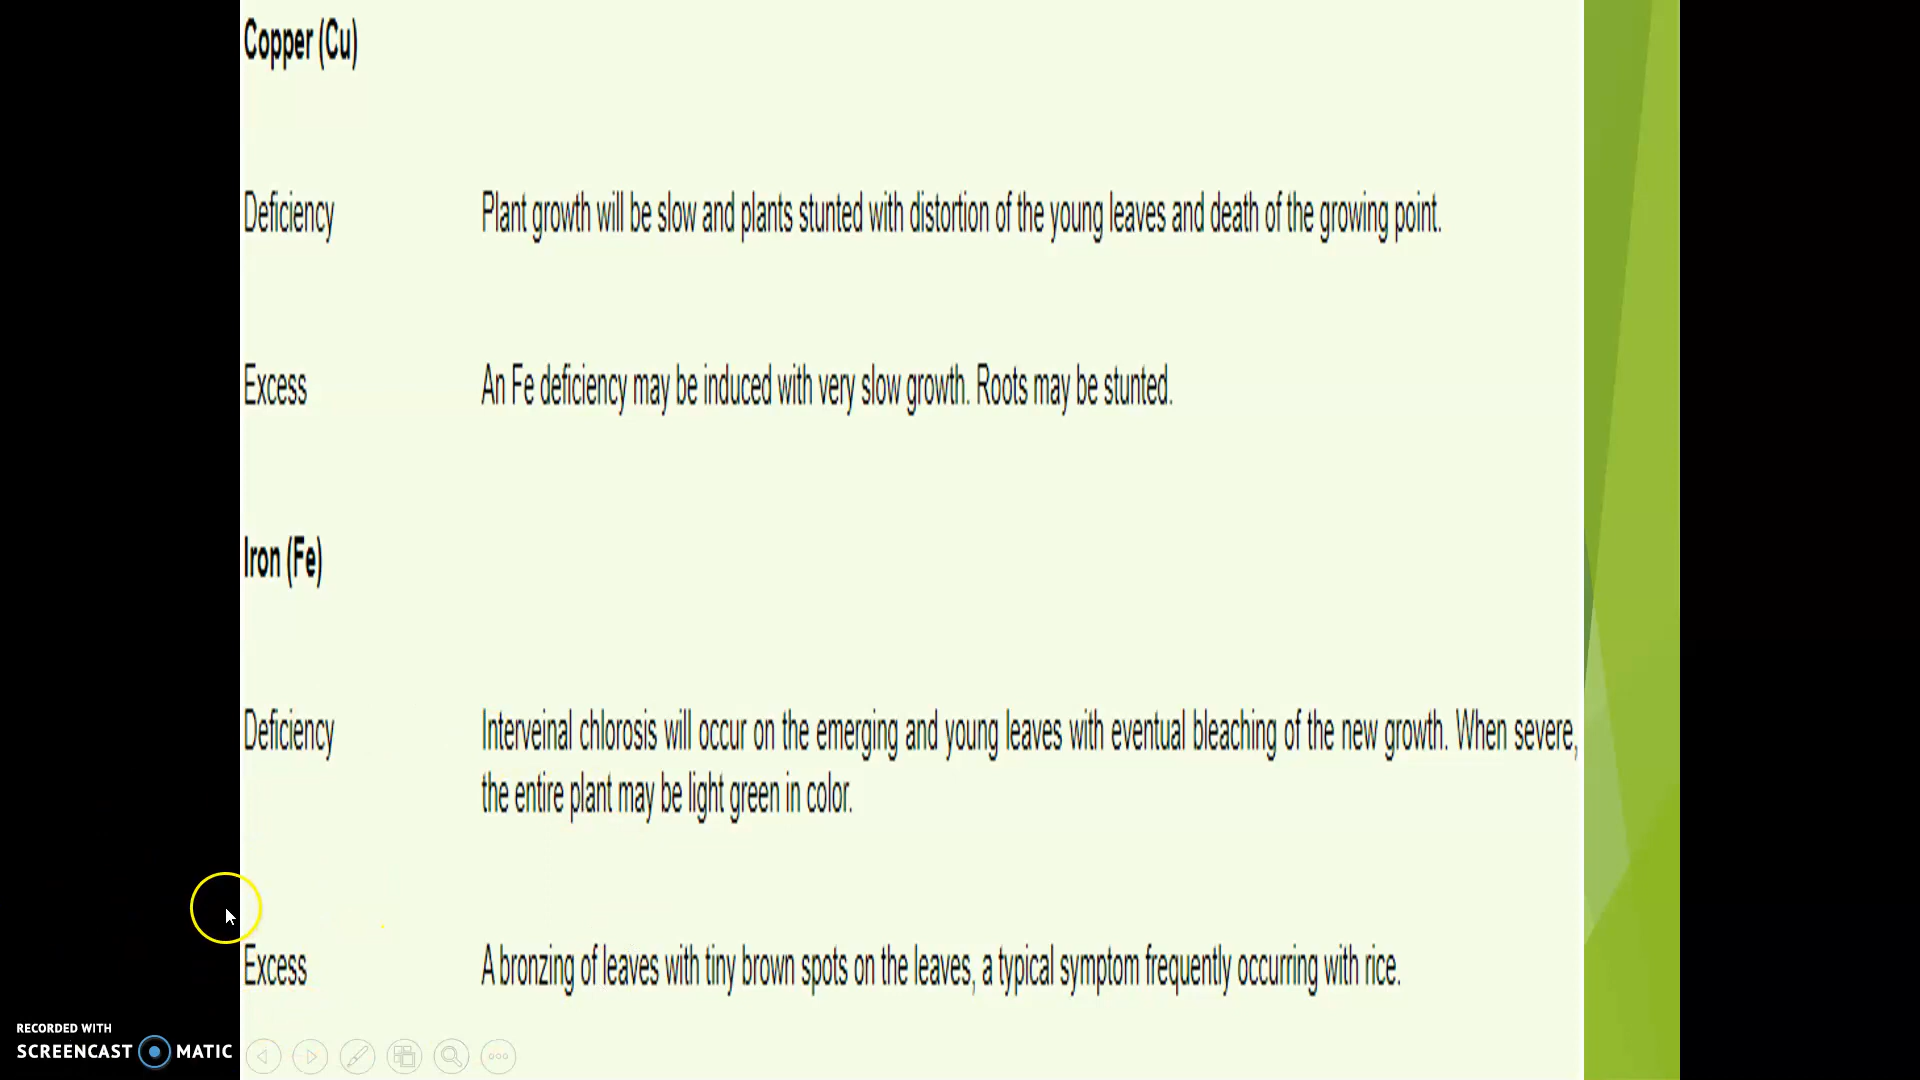 Copper (Cu)
Deficiency Plant growth will be slow and plants stunted with distortion of the young leaves and death of the growing point.
Excess An Fe deficiency may be induced with very slow growth. Roots may be stunted.
Iron (Fe)
Deficiency Interveinal chlorosis will occur on the emerging and young leaves with eventual bleaching of the new growth. When severe,
the entire plant may be light green in color.
Excess A bronzing of leaves with tiny brown spots on the leaves, a typical symptom frequently occurring with rice.
RECORDED WITH
SCREENCAST MATIC